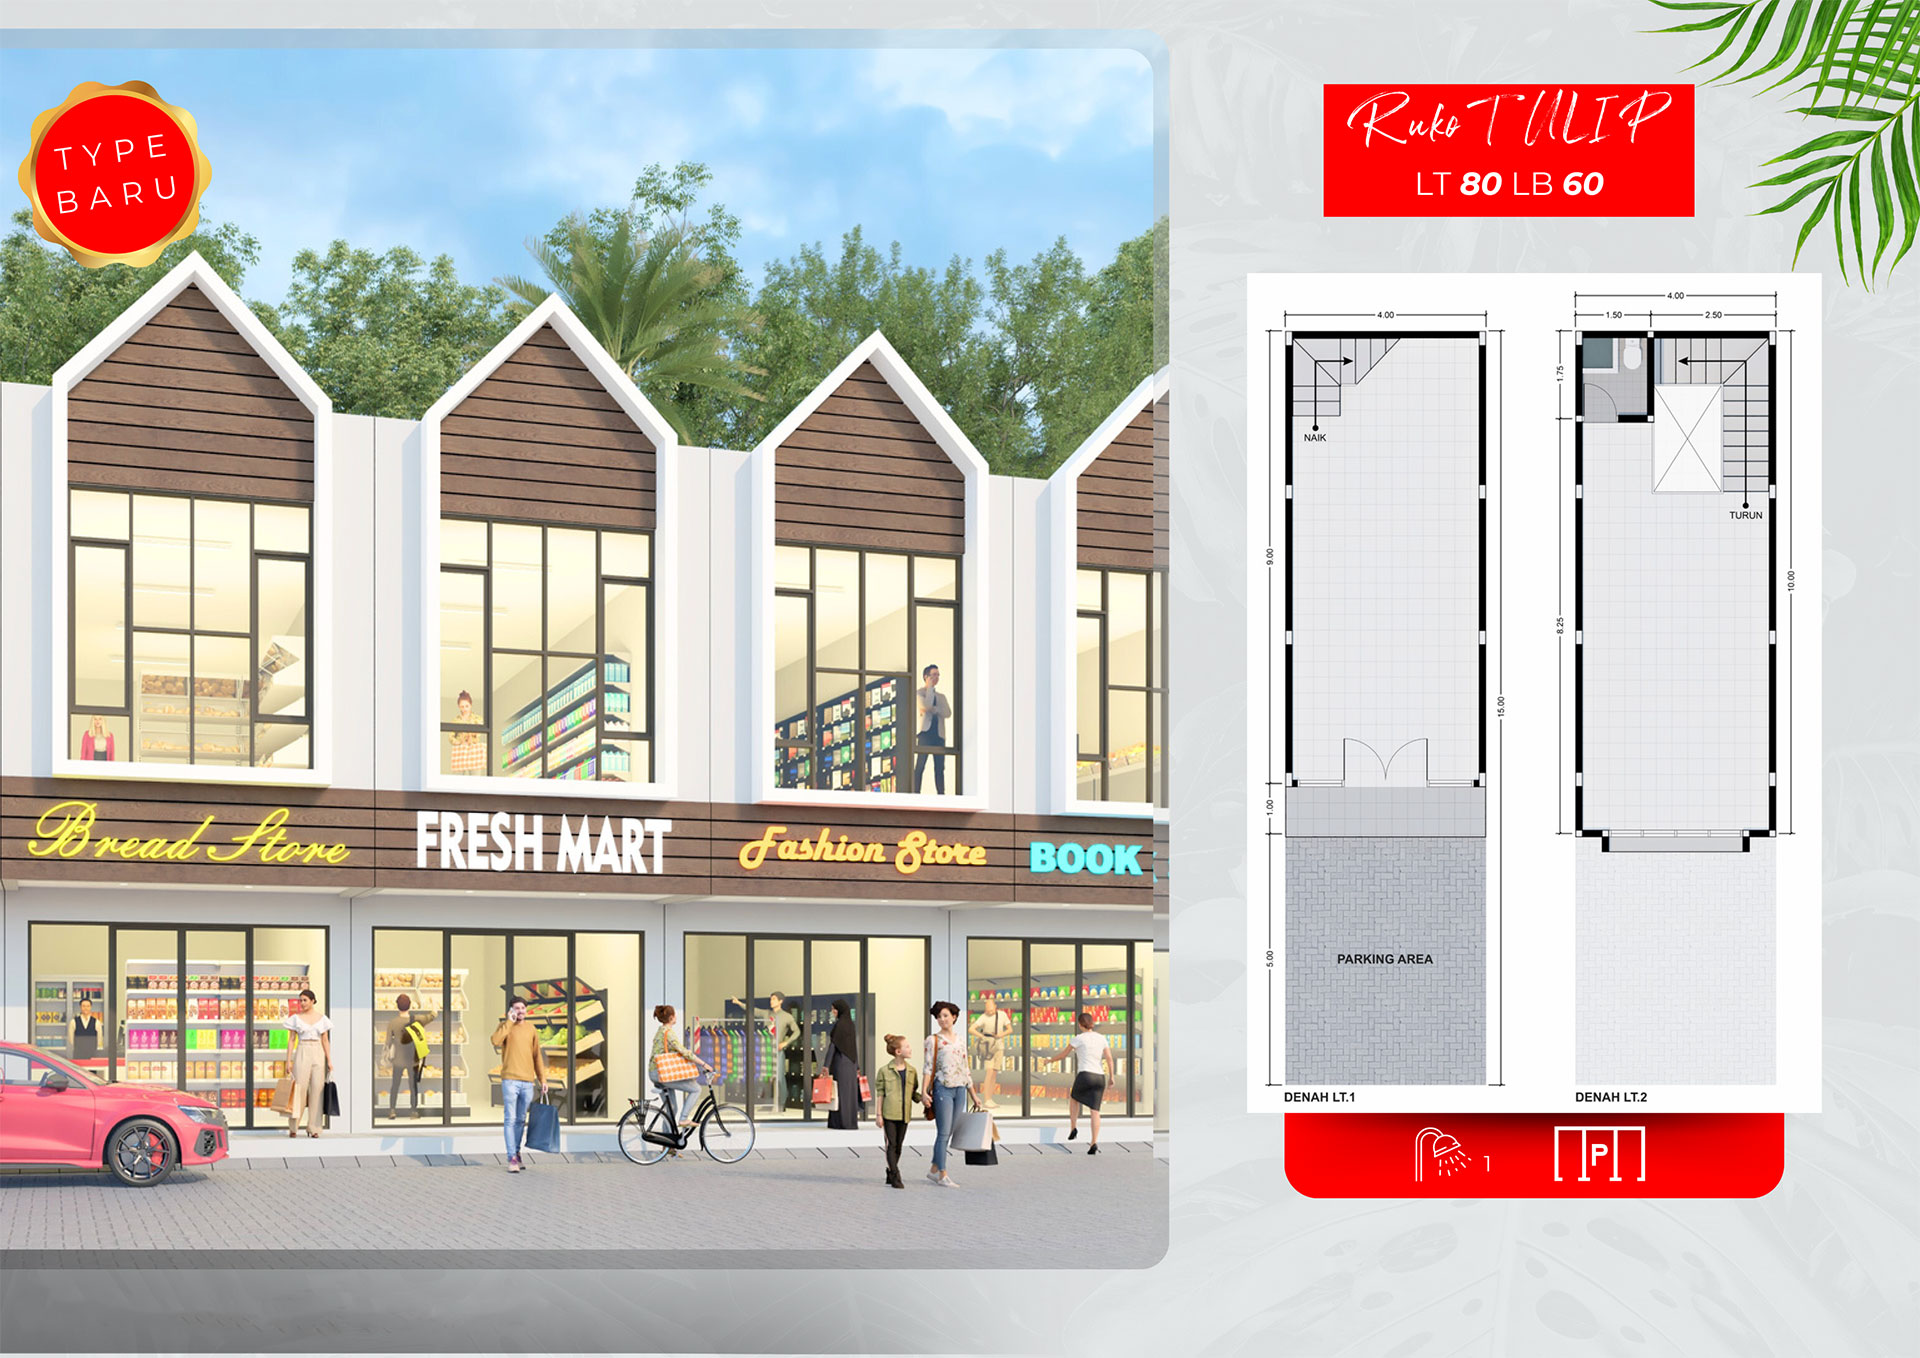 TYPE
BARU
Ruko TULIP
LT 80 LB 60
Bread Store
FRESH MART
Fashion Store
BOOK
4.00
NAIK
9.00
15.00
1.00
5.00
PARKING AREA
DENAH LT.1
4.00
1.50
2.50
1.75
TURUN
10.00
8.25
DENAH LT.2
1
P